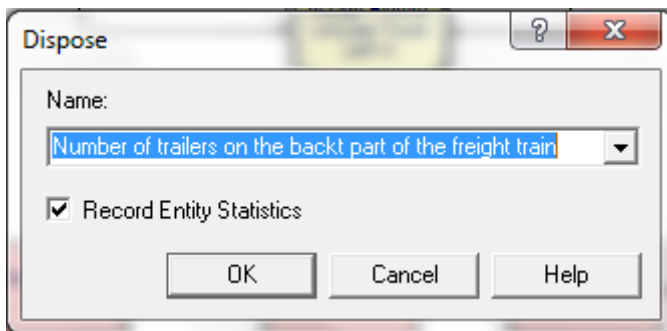 Dispose
Name:
Number of trailers on the backt part of the freight train
Record Entity Statistics
OK
Cancel
Help